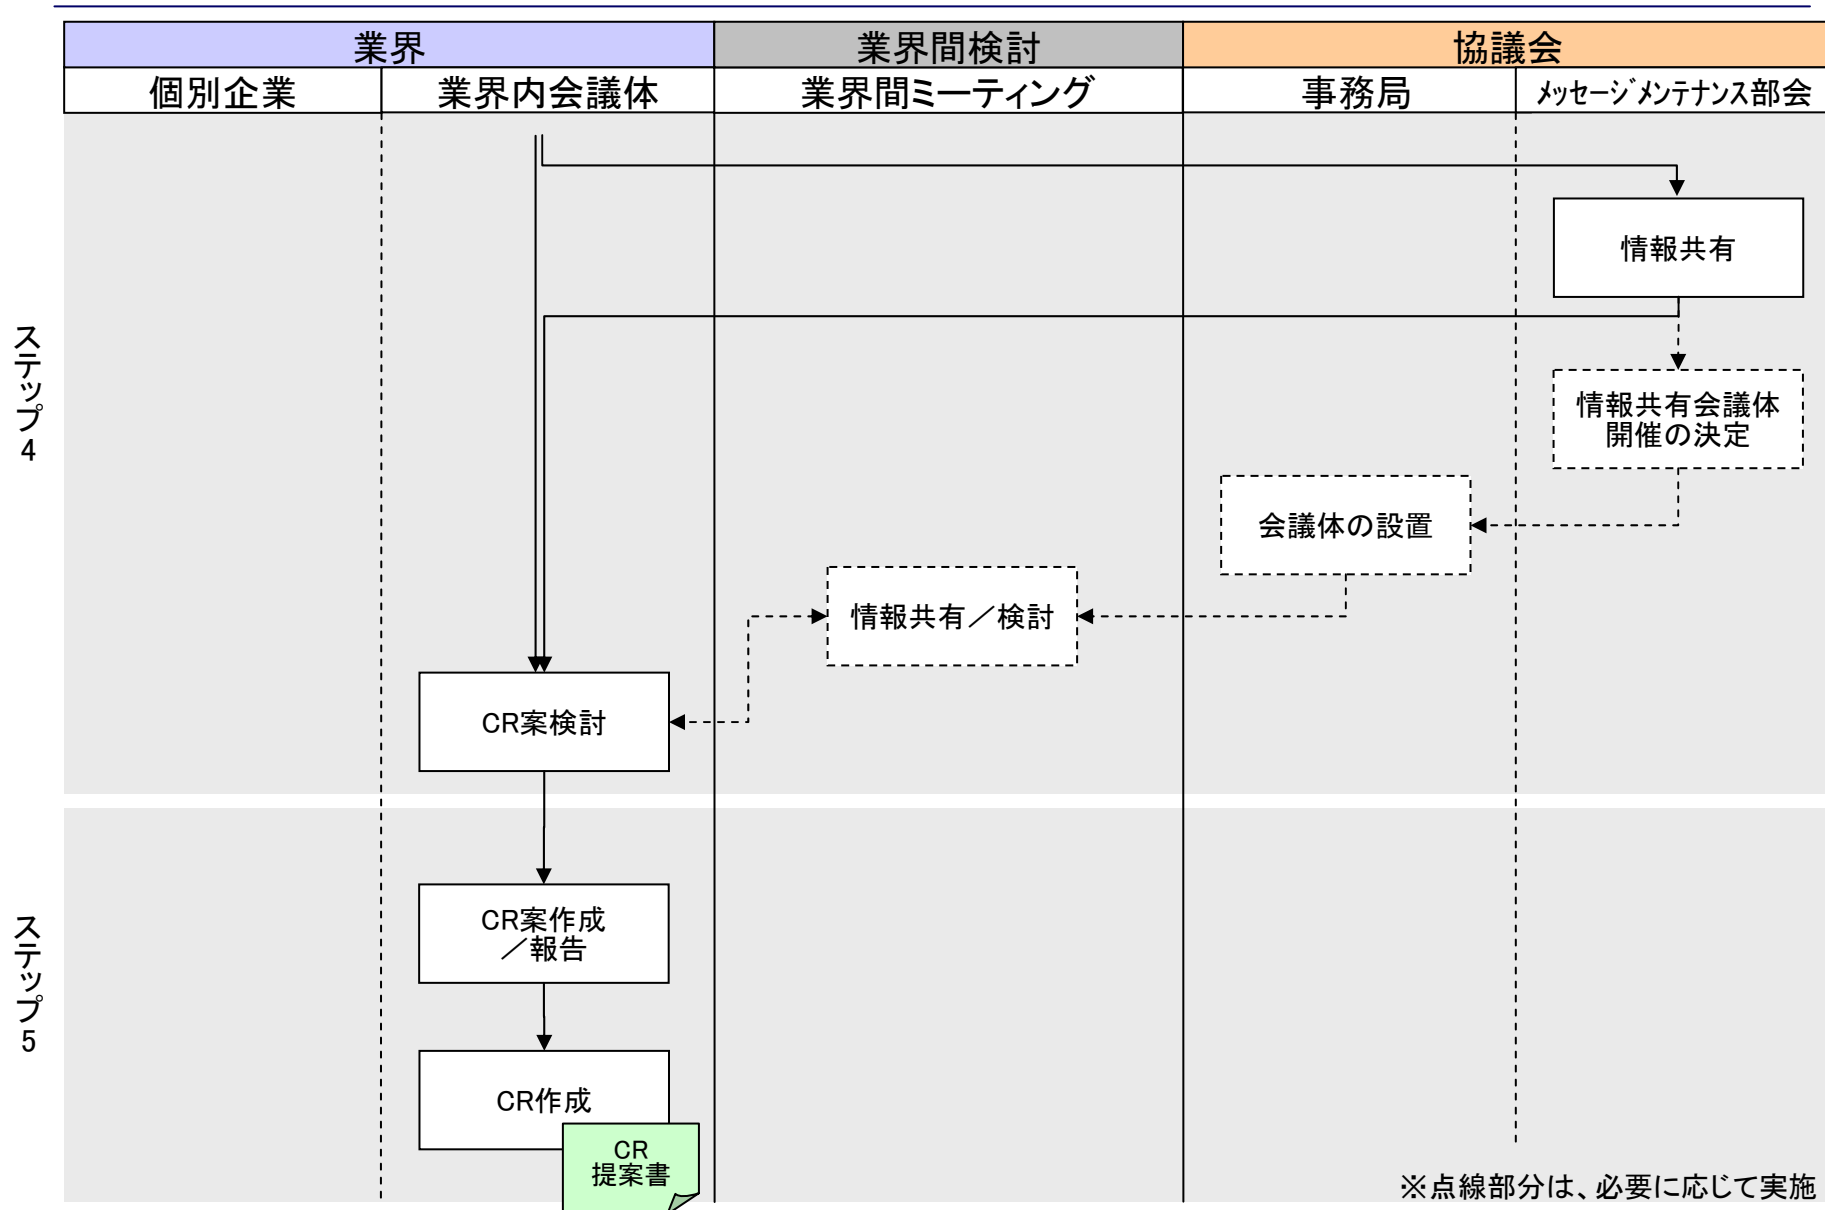 業界
業界間検討
協議会
個別企業
業界内会議体
業界間ミーティング
事務局
メッセージメンテナンス部会
ステップ4
情報共有
情報共有会議体
開催の決定
会議体の設置
情報共有／検討
CR案検討
ステップ5
CR案作成
／報告
CR作成
CR
提案書
※点線部分は、必要に応じて実施